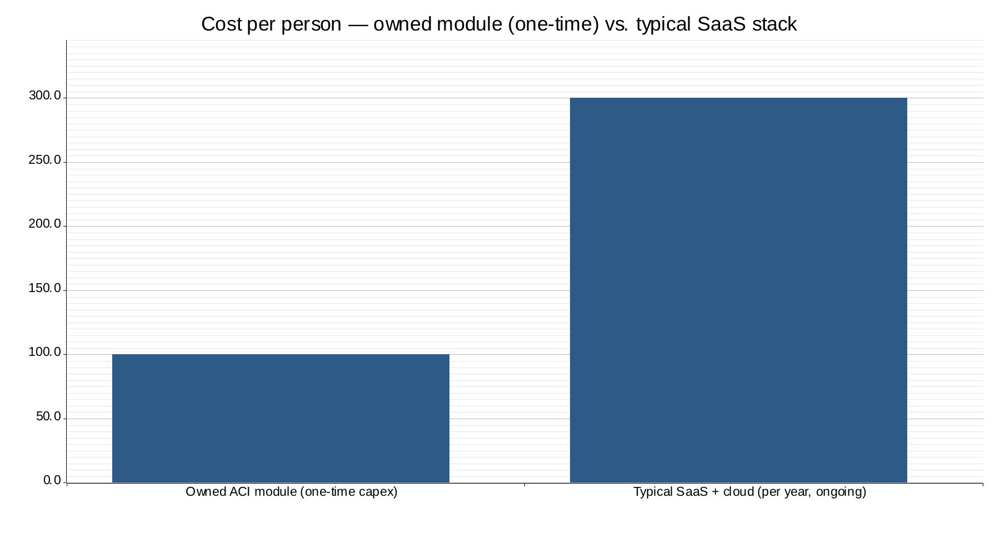 Cost per person — owned module (one-time) vs. typical SaaS stack
300.0
250.0
200.0
150.0
100.0
50.0
0.0
Owned ACI module (one-time capex)
Typical SaaS + cloud (per year, ongoing)